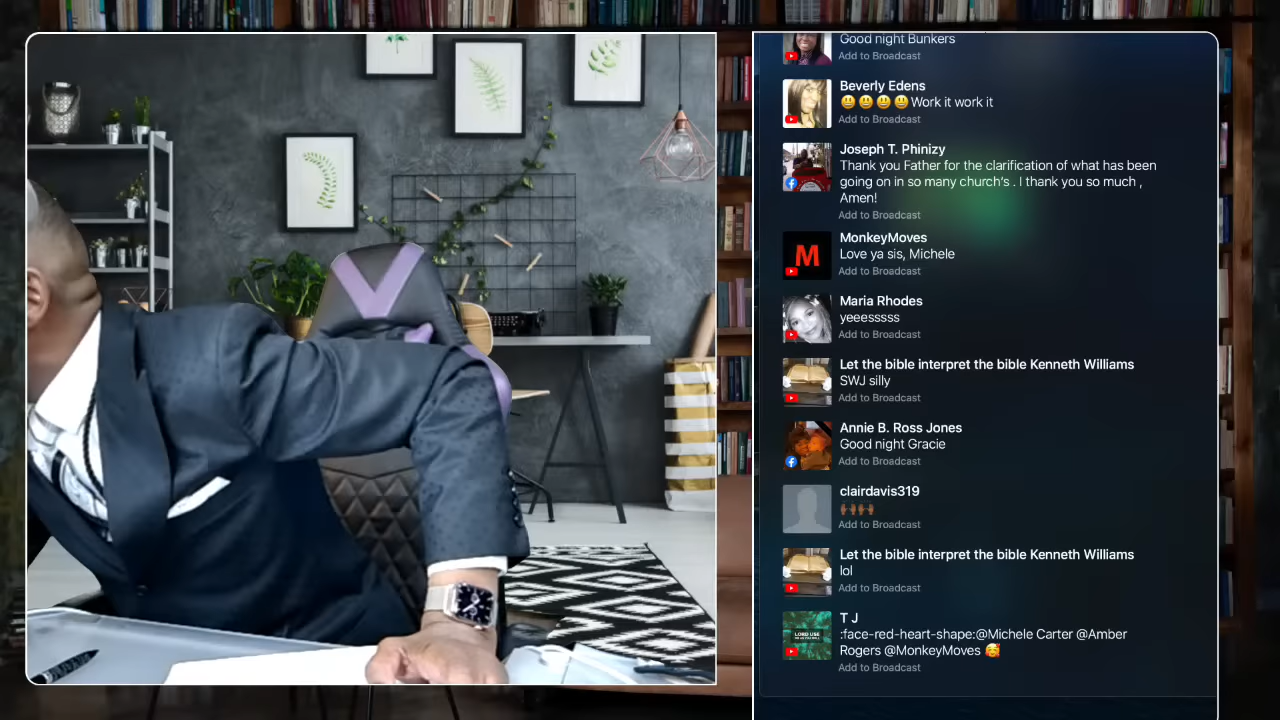 Good night Bunkers
Add to Broadcast
Beverly Edens
😃 😃 😃 😃 Work it work it
Add to Broadcast
Joseph T. Phinizy
Thank you Father for the clarification of what has been
going on in so many church's . I thank you so much ,
Amen!
Add to Broadcast
M
MonkeyMoves
Love ya sis, Michele
Add to Broadcast
Maria Rhodes
yeeesssss
Add to Broadcast
Let the bible interpret the bible Kenneth Williams
SWJ silly
Add to Broadcast
Annie B. Ross Jones
Good night Gracie
Add to Broadcast
clairdavis319
🙌🏾🙌🏾
Add to Broadcast
Let the bible interpret the bible Kenneth Williams
lol
Add to Broadcast
LORD USE
T J
:face-red-heart-shape:@Michele Carter @Amber
Rogers @MonkeyMoves 🥰
Add to Broadcast